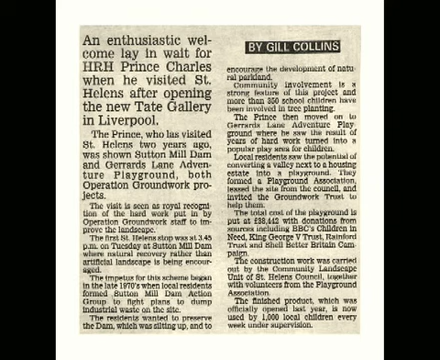 An enthusiastic wel-
come lay in wait for
HRH Prince Charles
when he visited St.
Helens after opening
the new Tate Gallery
in Liverpool.
The Prince, who has visited
St. Helens two years ago,
was shown Sutton Mill Dam
and Gerrards Lane Adven-
ture Playground, both
Operation Groundwork pro-
jects.
The visit is seen as royal recogni-
tion of the hard work put in by
Operation Groundwork staff to im-
prove the landscape.
The first St. Helens stop was at 3.45
p.m. on Tuesday at Sutton Mill Dam
where natural recovery rather than
artificial landscape is being encour-
aged.
The impetus for this scheme began
in the late 1970's when local residents
formed Sutton Mill Dam Action
Group to fight plans to dump
industrial waste on the site.
The residents wanted to preserve
the Dam, which was silting up, and to
BY GILL COLLINS
encourage the development of natu-
ral parkland.
Community involvement is a
strong feature of this project and
more than 350 school children have
been involved in tree planting.
The Prince then moved on to
Gerrards Lane Adventure Play-
ground where he saw the result of
years of hard work turned into a
popular play area for children.
Local residents saw the potential of
converting a valley next to a housing
estate into a playground. They
formed a Playground Association,
leased the site from the council, and
invited the Groundwork Trust to
help them.
The total cost of the playground is
put at £38,442 with donations from
sources including BBC's Children in
Need, King George V Trust, Rainford
Trust and Shell Better Britain Cam-
paign.
The construction work was carried
out by the Community Landscape
Unit of St. Helens Council, together
with volunteers from the Playground
Association.
The finished product, which was
officially opened last year, is now
used by 1,000 local children every
week under supervision.